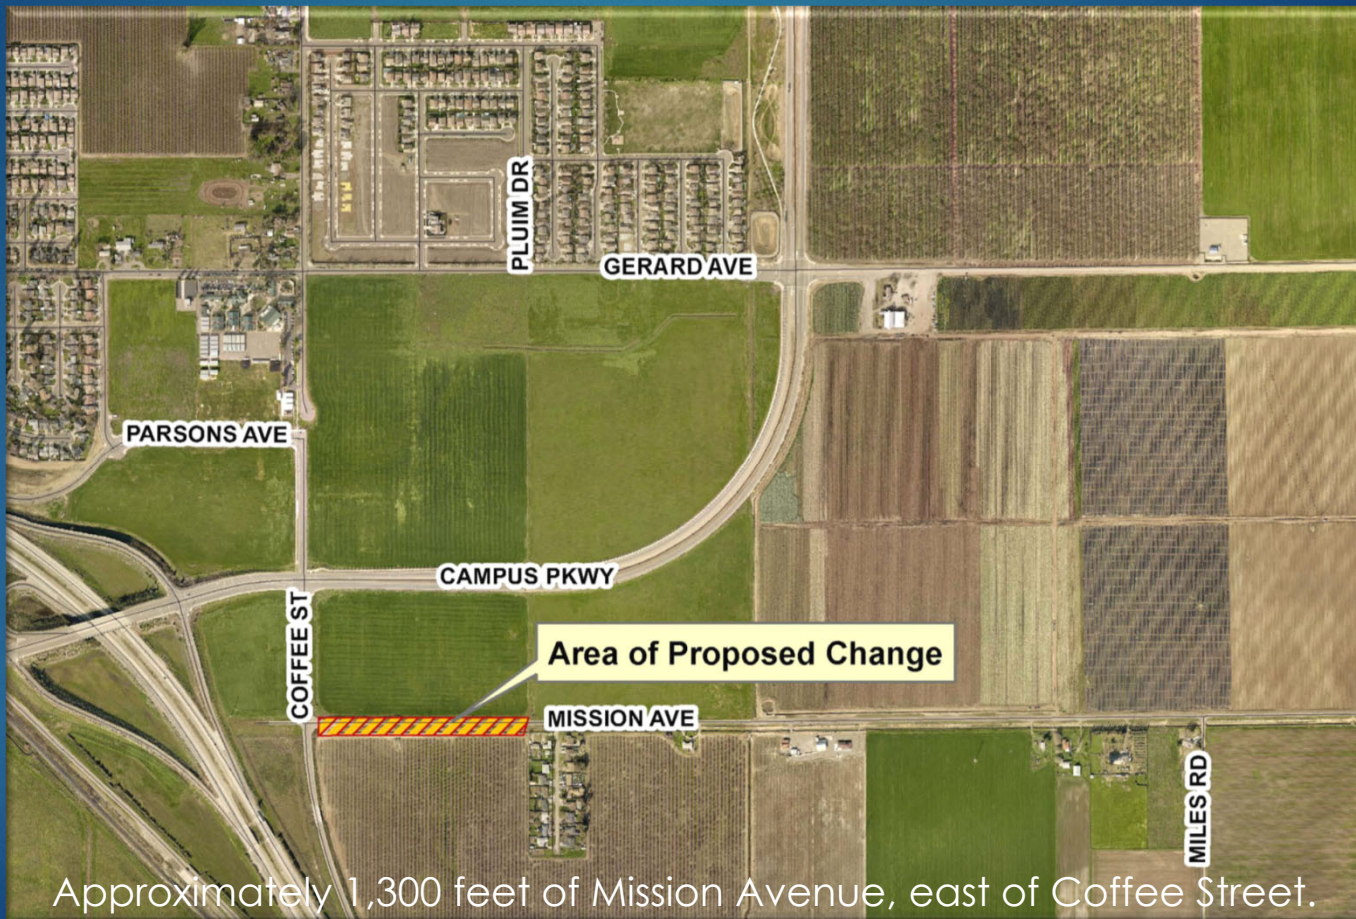 PLUIM DR
GERARD AVE
PARSONS AVE
CAMPUS PKWY
COFFEE ST
Area of Proposed Change
MISSION AVE
MILES RD
Approximately 1,300 feet of Mission Avenue, east of Coffee Street.